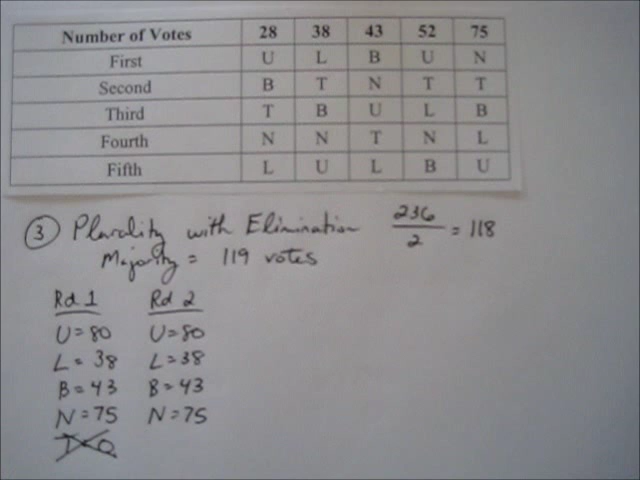 Number of Votes 28 38 43 52 75
First U L B U N
Second B T N T T
Third T B U L B
Fourth N N T N L
Fifth L U L B U
③ Plurality with Elimination 236/2 = 118
Majority = 119 votes
Rd 1 Rd 2
U = 80 U = 80
L = 38 L = 38
B = 43 B = 43
N = 75 N = 75
T = 0